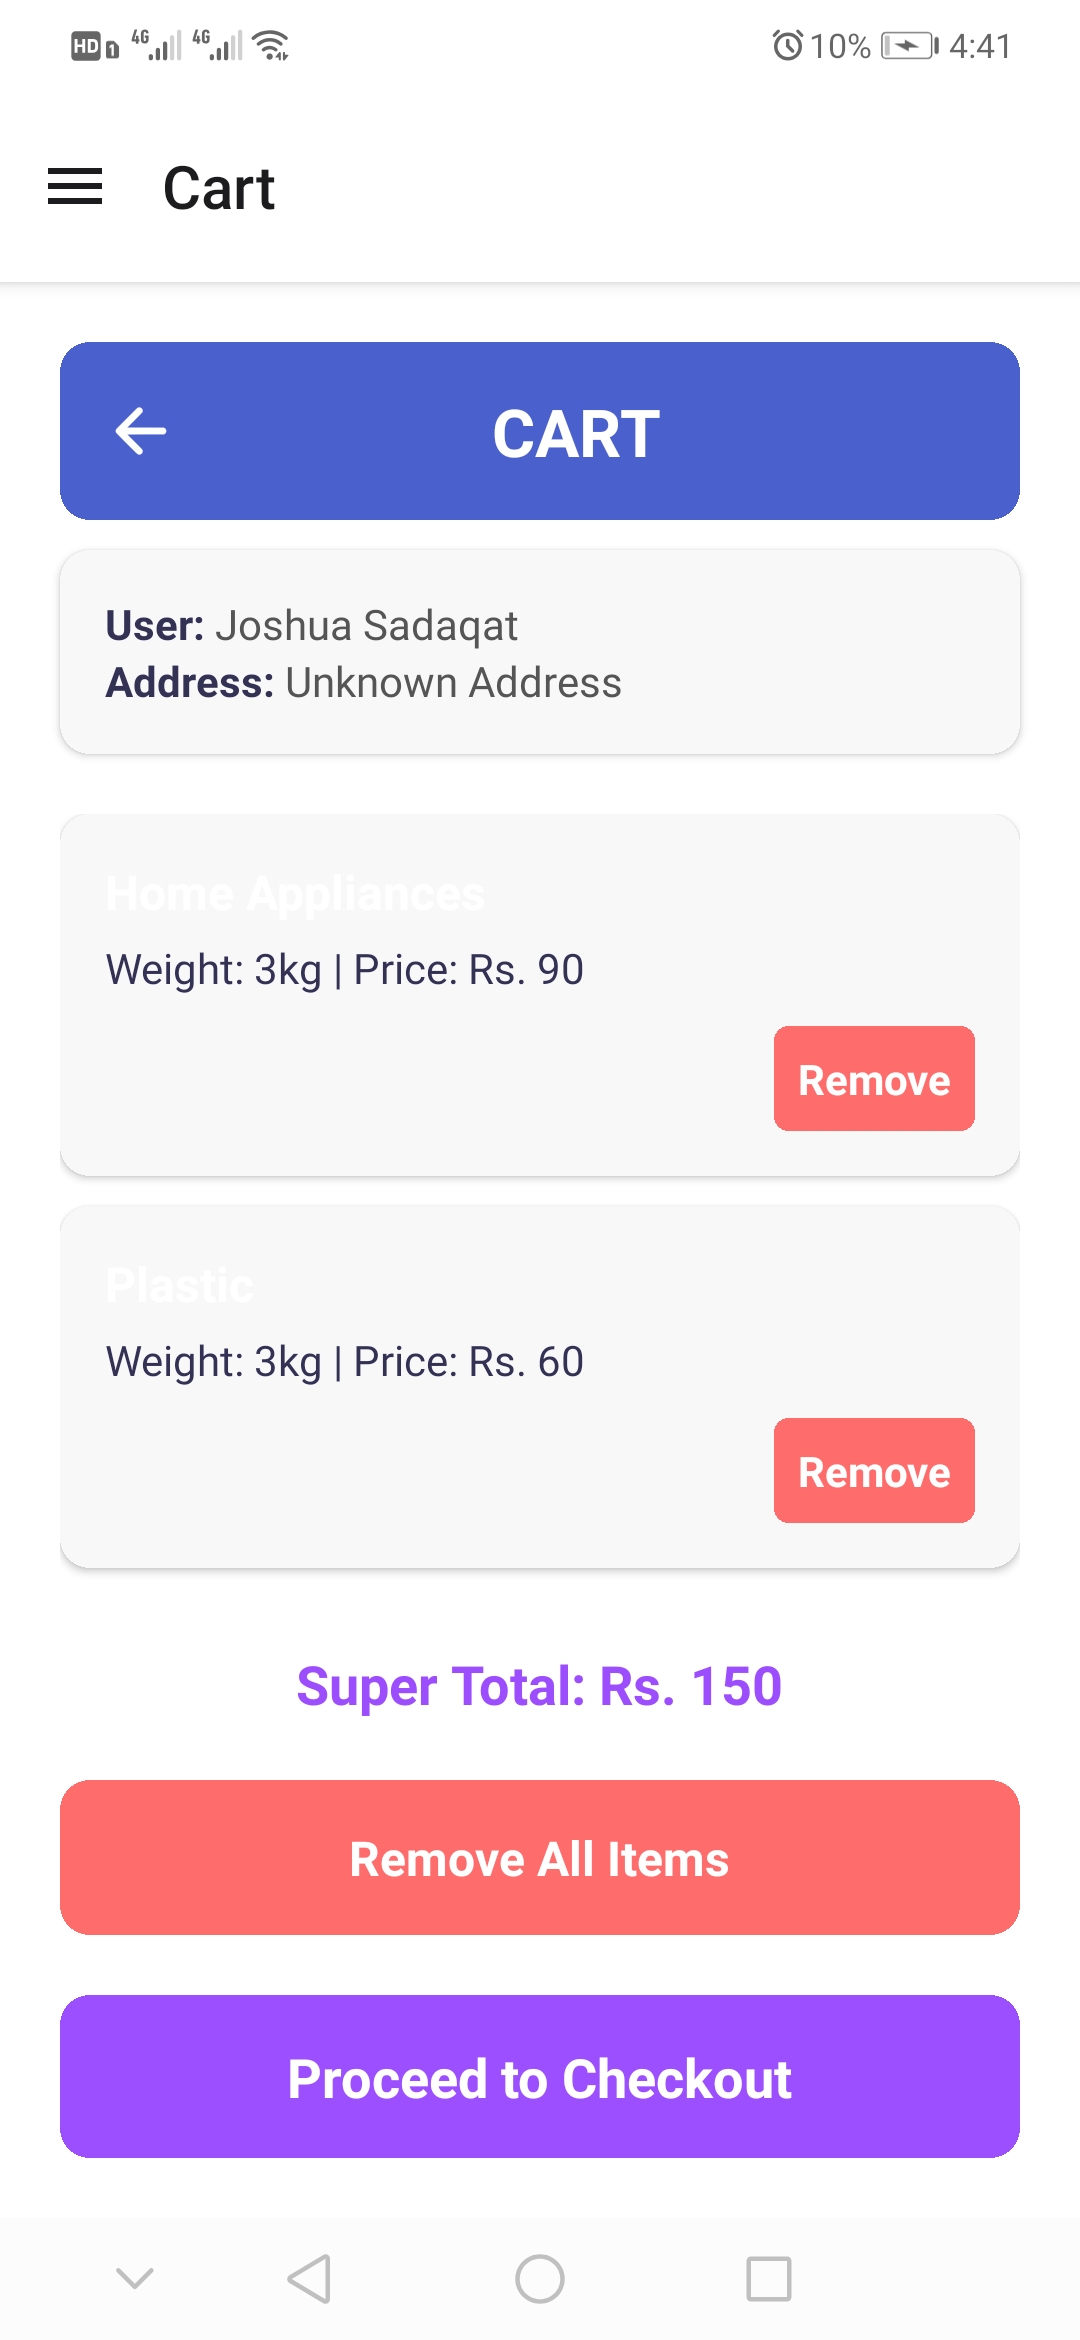 HD 1 4G 4G 10% 4:41
Cart
CART
User: Joshua Sadaqat
Address: Unknown Address
Home Appliances
Weight: 3kg | Price: Rs. 90
Remove
Plastic
Weight: 3kg | Price: Rs. 60
Remove
Super Total: Rs. 150
Remove All Items
Proceed to Checkout